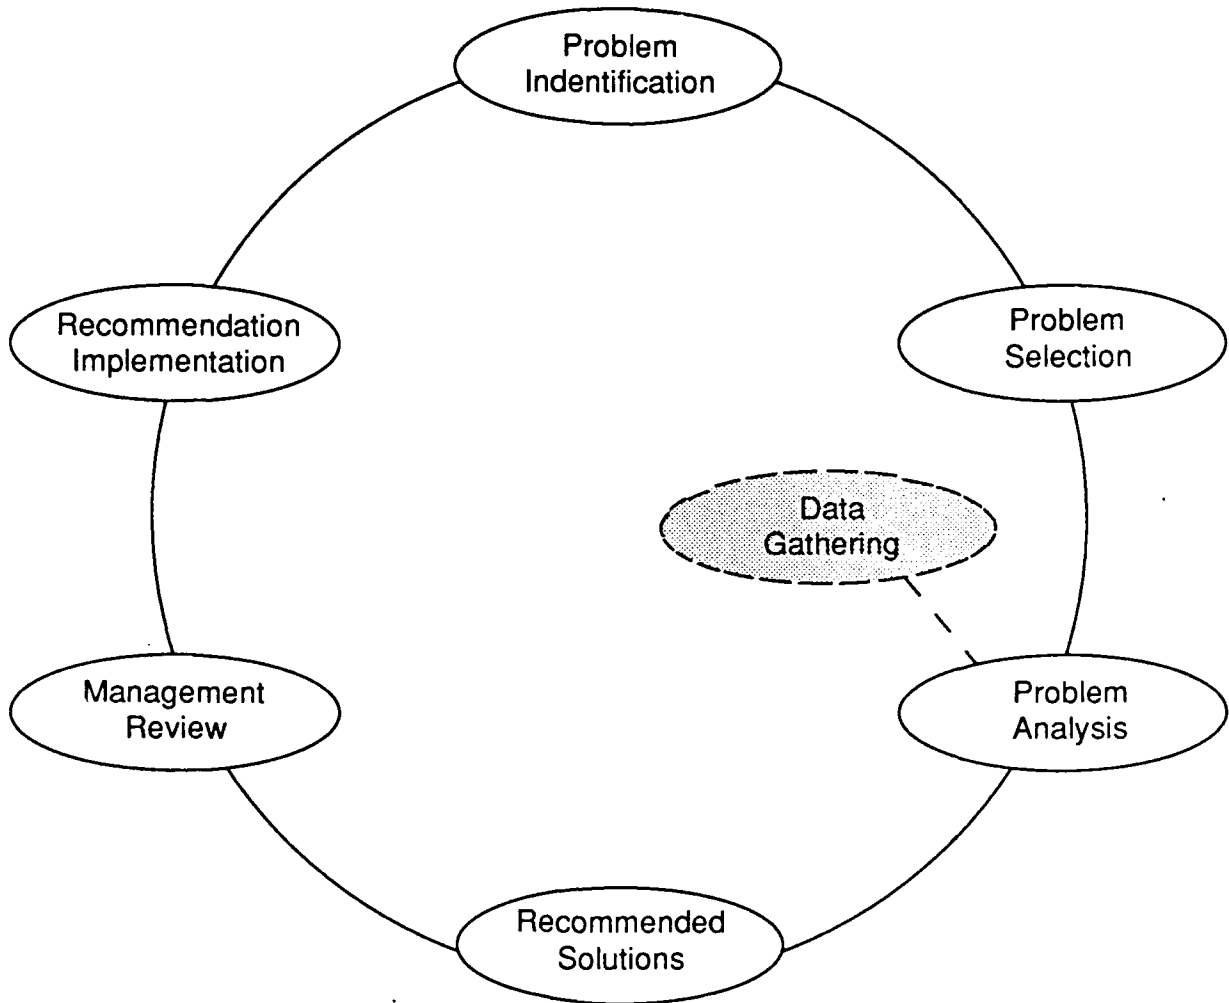 Problem
Indentification
Recommendation
Implementation
Problem
Selection
Data
Gathering
Management
Review
Problem
Analysis
Recommended
Solutions